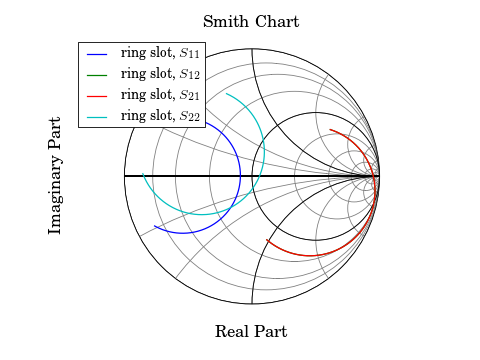 Smith Chart
ring slot, S11
ring slot, S12
ring slot, S21
ring slot, S22
Imaginary Part
Real Part